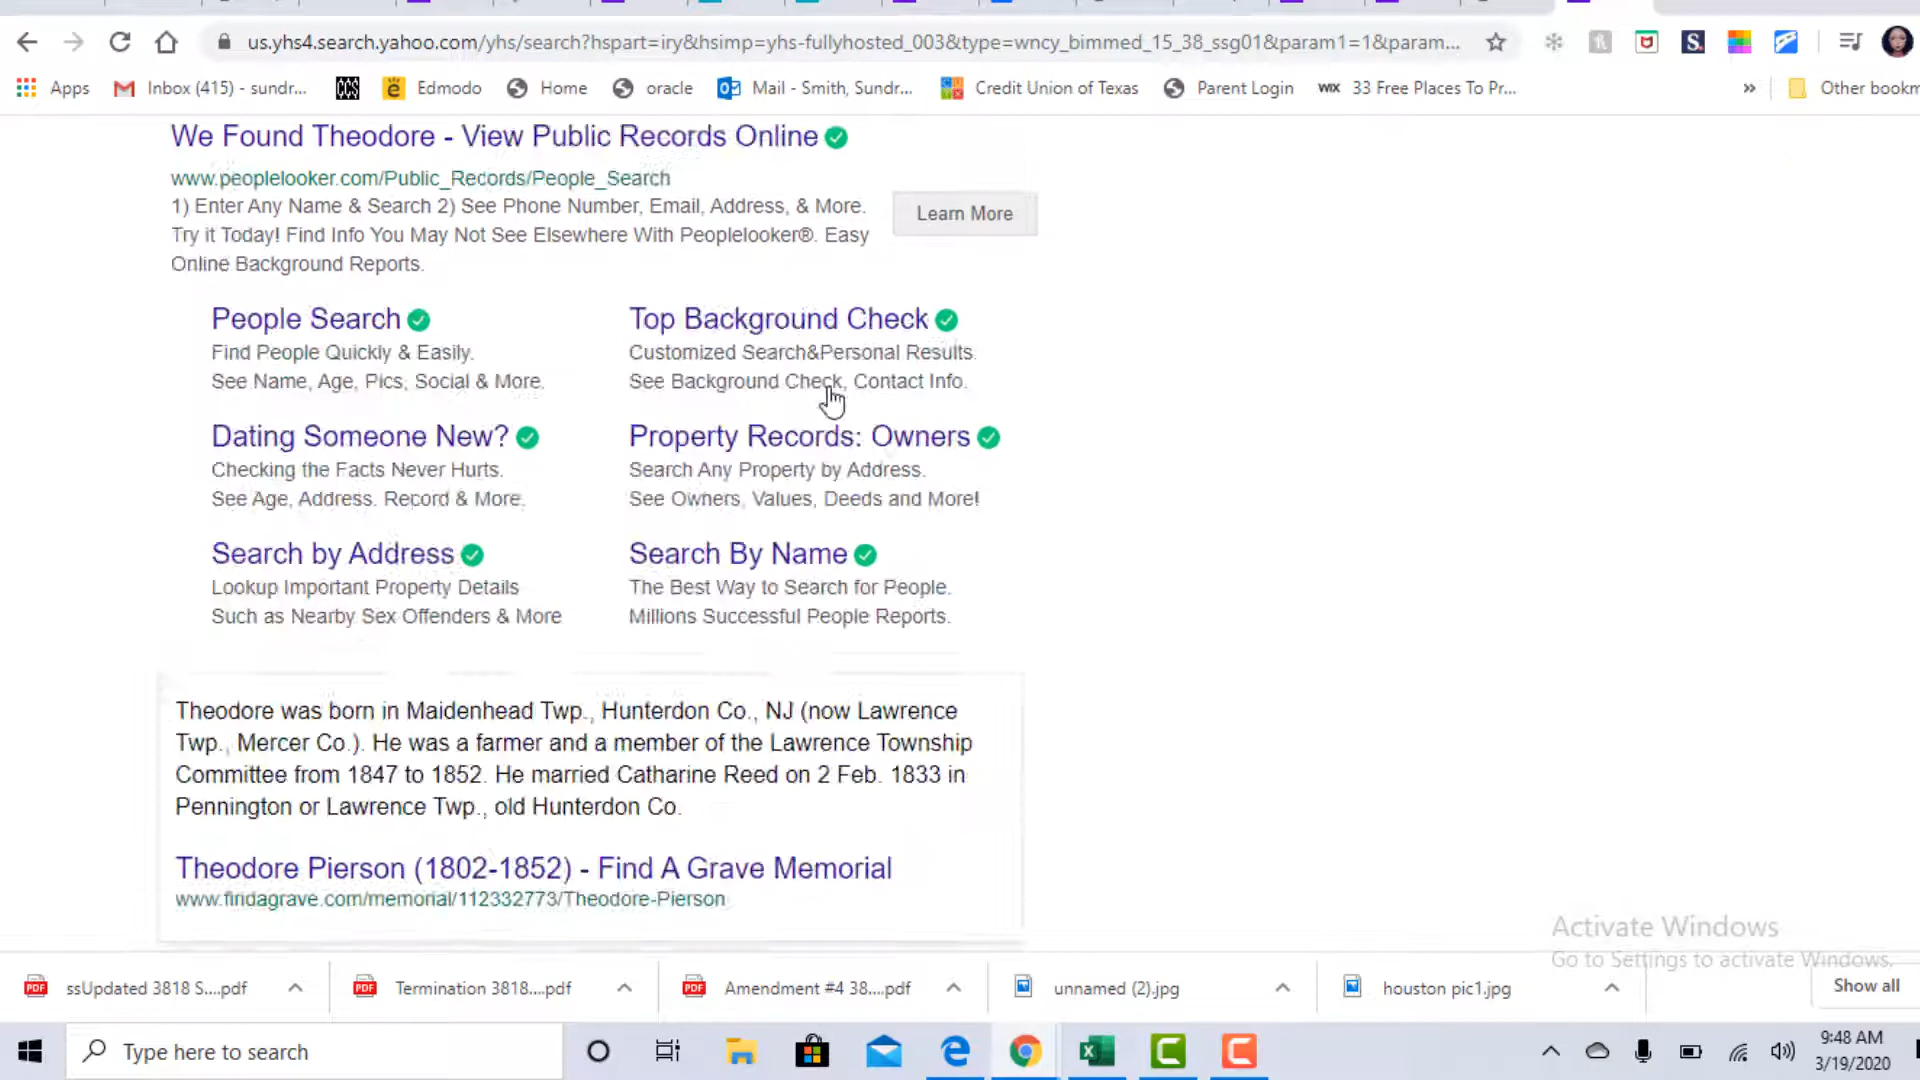 us.yhs4.search.yahoo.com/yhs/search?hspart=iry&hsimp=yhs-fullyhosted_003&type=wncy_bimmed_15_38_ssg01&param1=1&param...
Apps
Inbox (415) - sundr...
CCS
Edmodo
Home
oracle
Mail - Smith, Sundr...
Credit Union of Texas
Parent Login
WIX 33 Free Places To Pr...
»
Other bookm
We Found Theodore - View Public Records Online
www.peoplelooker.com/Public_Records/People_Search
1) Enter Any Name & Search 2) See Phone Number, Email, Address, & More.
Try it Today! Find Info You May Not See Elsewhere With Peoplelooker®. Easy
Online Background Reports.
Learn More
People Search
Find People Quickly & Easily.
See Name, Age, Pics, Social & More.
Top Background Check
Customized Search&Personal Results.
See Background Check, Contact Info.
Dating Someone New?
Checking the Facts Never Hurts.
See Age, Address. Record & More.
Property Records: Owners
Search Any Property by Address.
See Owners, Values, Deeds and More!
Search by Address
Lookup Important Property Details
Such as Nearby Sex Offenders & More
Search By Name
The Best Way to Search for People.
Millions Successful People Reports.
Theodore was born in Maidenhead Twp., Hunterdon Co., NJ (now Lawrence
Twp., Mercer Co.). He was a farmer and a member of the Lawrence Township
Committee from 1847 to 1852. He married Catharine Reed on 2 Feb. 1833 in
Pennington or Lawrence Twp., old Hunterdon Co.
Theodore Pierson (1802-1852) - Find A Grave Memorial
www.findagrave.com/memorial/112332773/Theodore-Pierson
Activate Windows
Go to Settings to activate Windows.
PDF ssUpdated 3818 S....pdf
PDF Termination 3818....pdf
PDF Amendment #4 38....pdf
unnamed (2).jpg
houston pic1.jpg
Show all
Type here to search
9:48 AM
3/19/2020